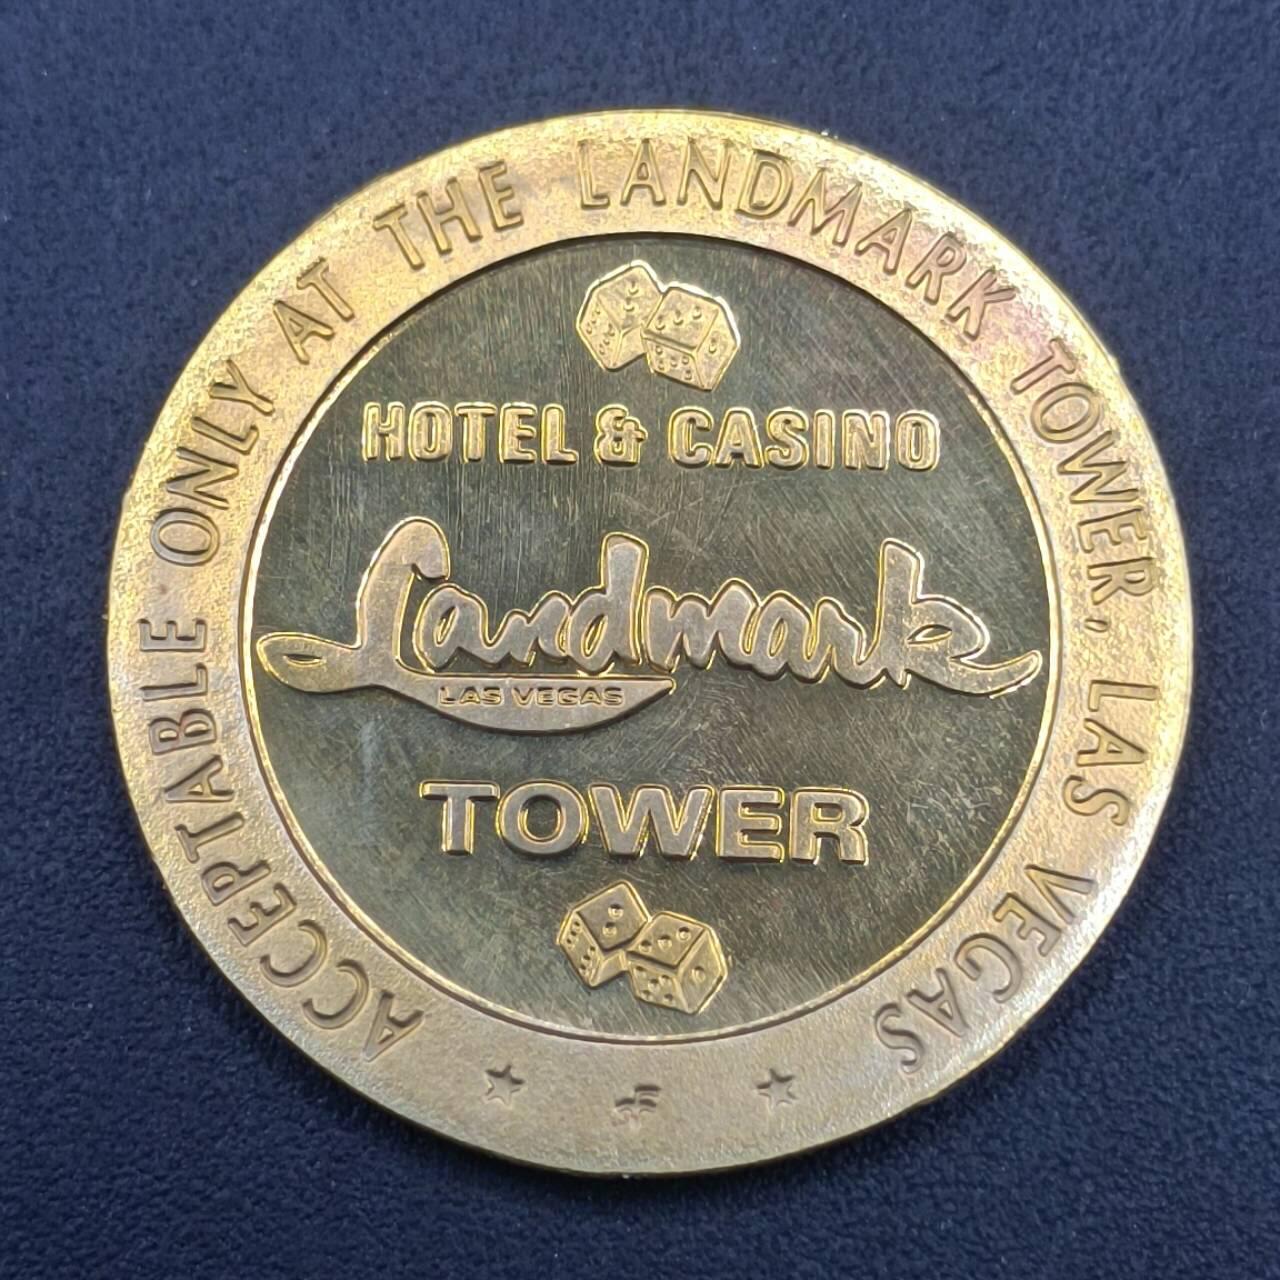 ACCEPTABLE ONLY AT THE LANDMARK TOWER, LAS VEGAS
HOTEL & CASINO
Landmark
LAS VEGAS
TOWER